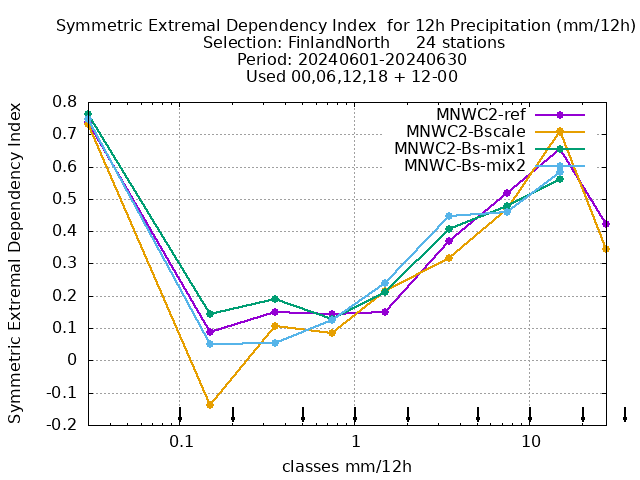 Symmetric Extremal Dependency Index  for 12h Precipitation (mm/12h)
Selection: FinlandNorth     24 stations
Period: 20240601-20240630
Used 00,06,12,18 + 12-00
Symmetric Extremal Dependency Index
0.8
0.7
0.6
0.5
0.4
0.3
0.2
0.1
0
-0.1
-0.2
MNWC2-ref
MNWC2-Bscale
MNWC2-Bs-mix1
MNWC-Bs-mix2
0.1 1 10
classes mm/12h